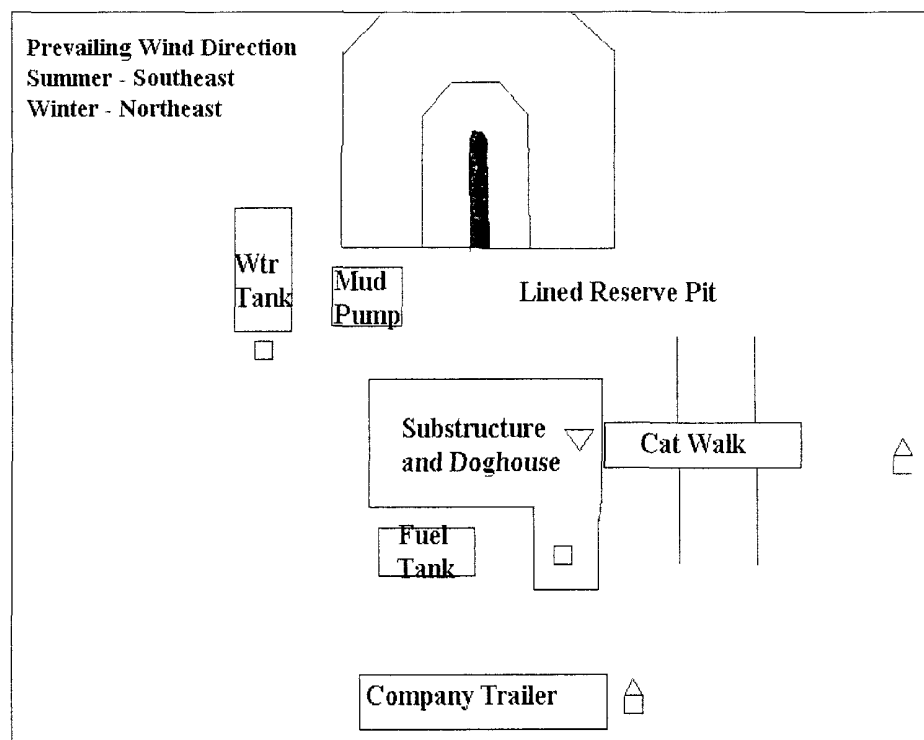 Prevailing Wind Direction
Summer - Southeast
Winter - Northeast
Wtr
Tank
Mud
Pump
Lined Reserve Pit
Substructure
and Doghouse
Cat Walk
Fuel
Tank
Company Trailer